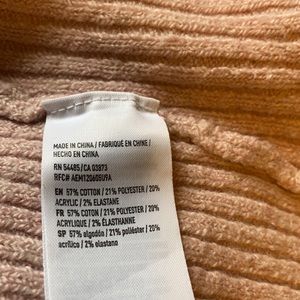 MADE IN CHINA / FABRIQUÉ EN CHINE /
HECHO EN CHINA
RN 54485/CA 03873
RFC# AEM120605U9A
EN 57% COTTON / 21% POLYESTER / 20%
ACRYLIC / 2% ELASTANE
FR 57% COTON / 21% POLYESTER / 20%
ACRYLIQUE / 2% ÉLASTHANNE
SP 57% algodón / 21% poliéster / 20%
acrílico / 2% elastano